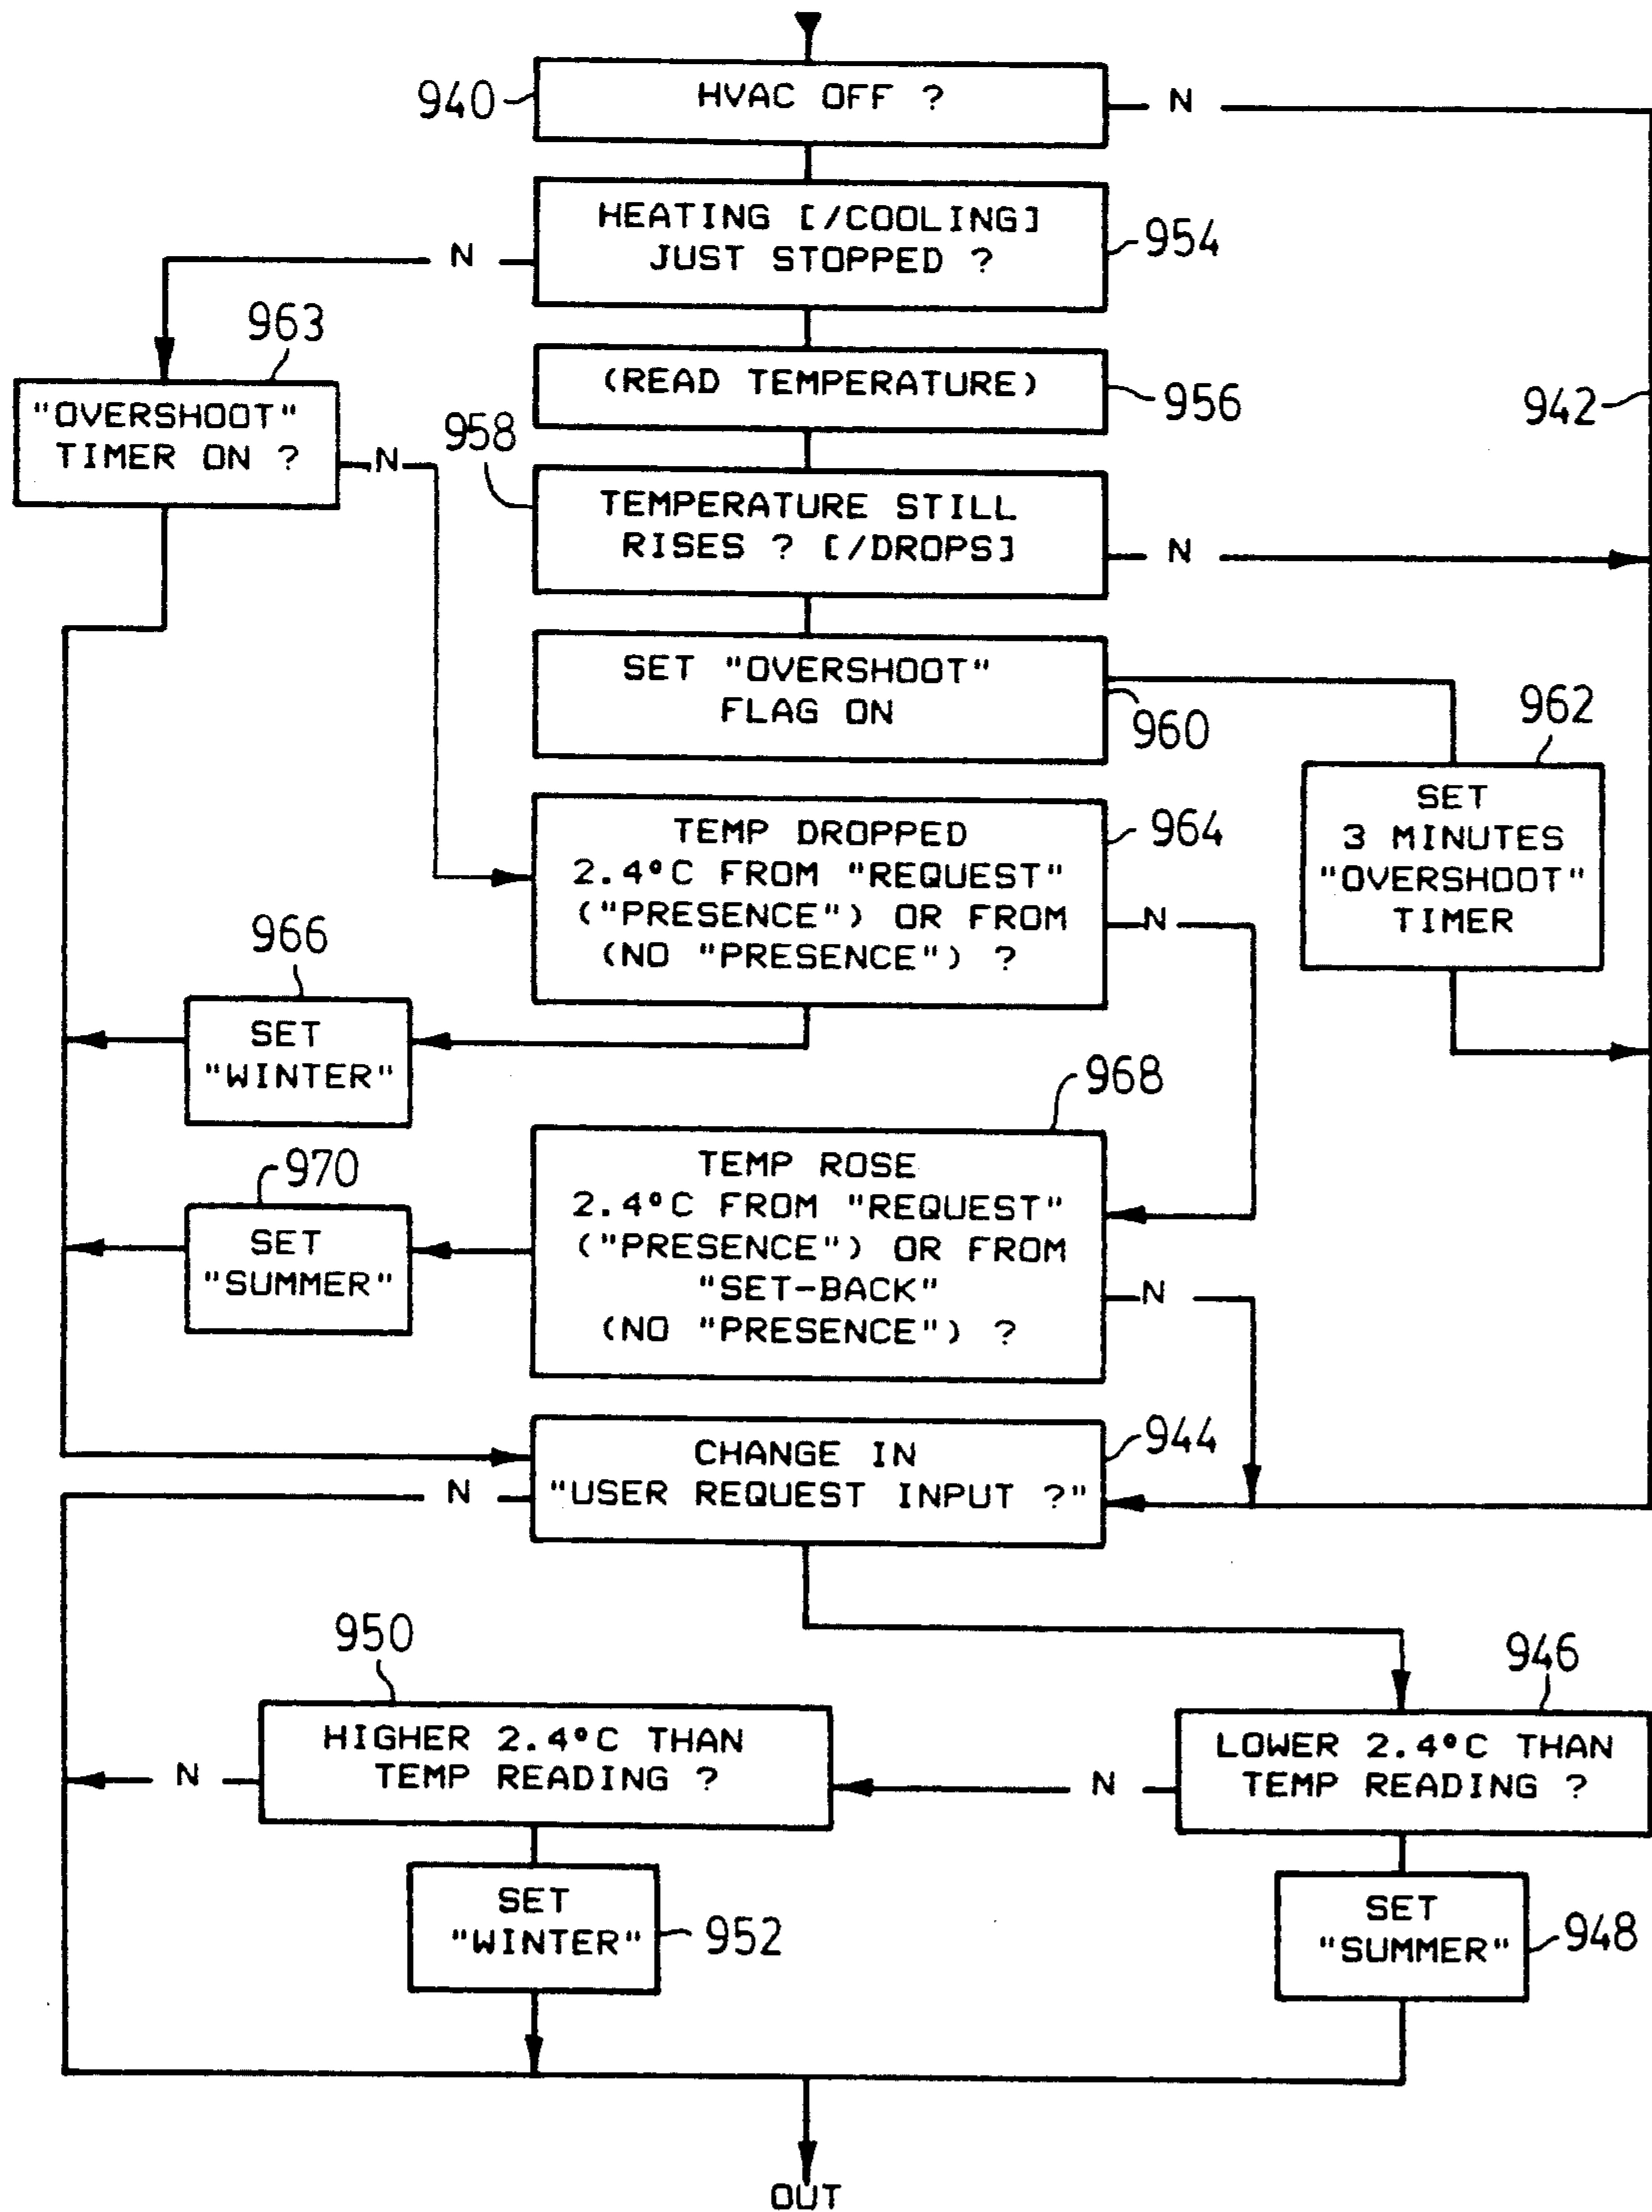 940
HVAC OFF ?
N
HEATING [/COOLING]
JUST STOPPED ?
954
N
963
"OVERSHOOT"
TIMER ON ?
N
(READ TEMPERATURE)
956
942
958
TEMPERATURE STILL
RISES ? [/DROPS]
N
SET "OVERSHOOT"
FLAG ON
960
962
SET
3 MINUTES
"OVERSHOOT"
TIMER
TEMP DROPPED
2.4°C FROM "REQUEST"
("PRESENCE") OR FROM
(NO "PRESENCE") ?
964
N
966
SET
"WINTER"
968
TEMP ROSE
2.4°C FROM "REQUEST"
("PRESENCE") OR FROM
"SET-BACK"
(NO "PRESENCE") ?
N
970
SET
"SUMMER"
CHANGE IN
"USER REQUEST INPUT ?"
944
N
950
HIGHER 2.4°C THAN
TEMP READING ?
N
946
LOWER 2.4°C THAN
TEMP READING ?
N
SET
"WINTER"
952
SET
"SUMMER"
948
OUT